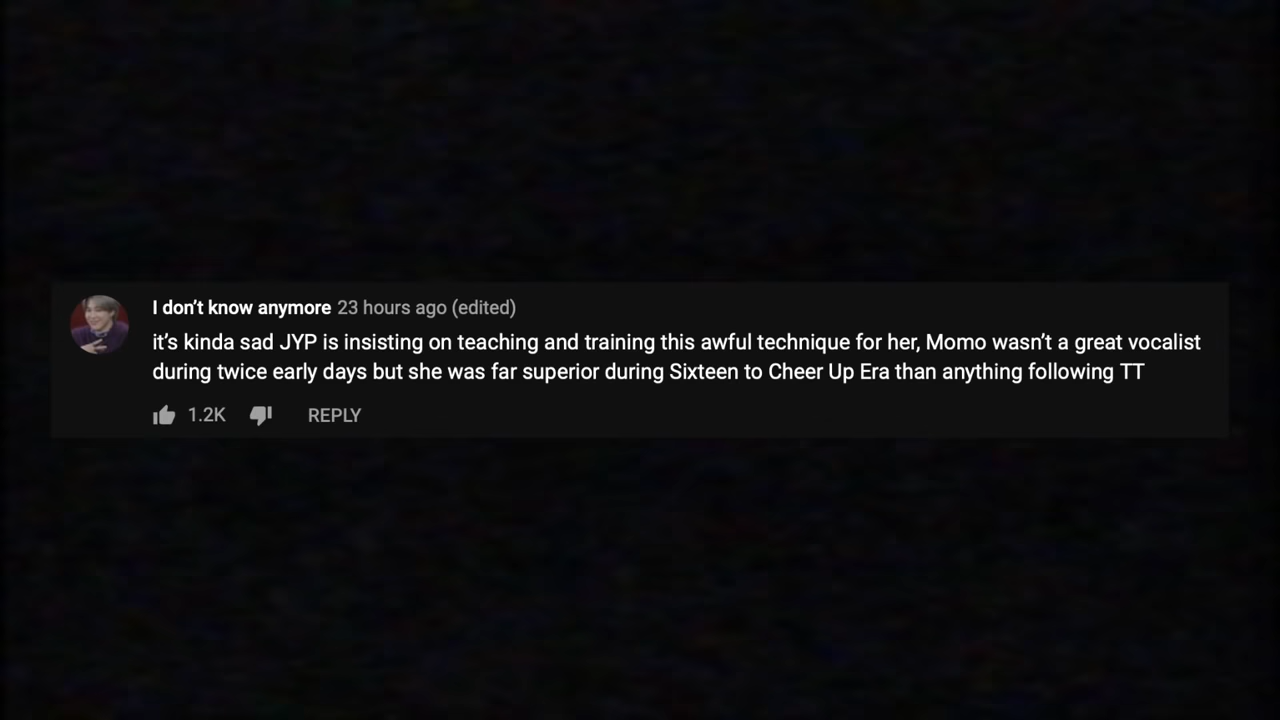 I don't know anymore 23 hours ago (edited)
it's kinda sad JYP is insisting on teaching and training this awful technique for her, Momo wasn't a great vocalist
during twice early days but she was far superior during Sixteen to Cheer Up Era than anything following TT
1.2K REPLY